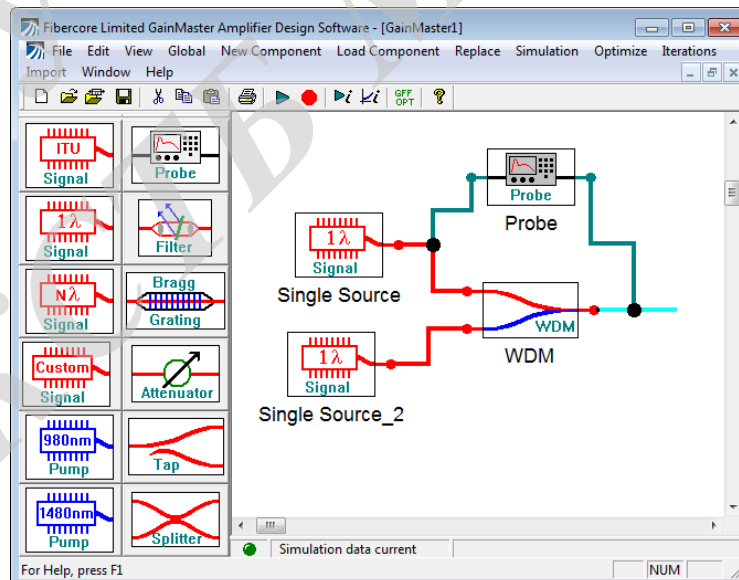 Fibercore Limited GainMaster Amplifier Design Software - [GainMaster1]
File Edit View Global New Component Load Component Replace Simulation Optimize Iterations
Import Window Help
i i GFF OPT ?
ITU
Signal
Probe
1λ
Signal
Filter
Nλ
Signal
Bragg
Grating
Custom
Signal
Attenuator
980nm
Pump
Tap
1480nm
Pump
Splitter
Probe
Probe
1λ
Signal
Single Source
WDM
WDM
1λ
Signal
Single Source_2
Simulation data current
For Help, press F1
NUM